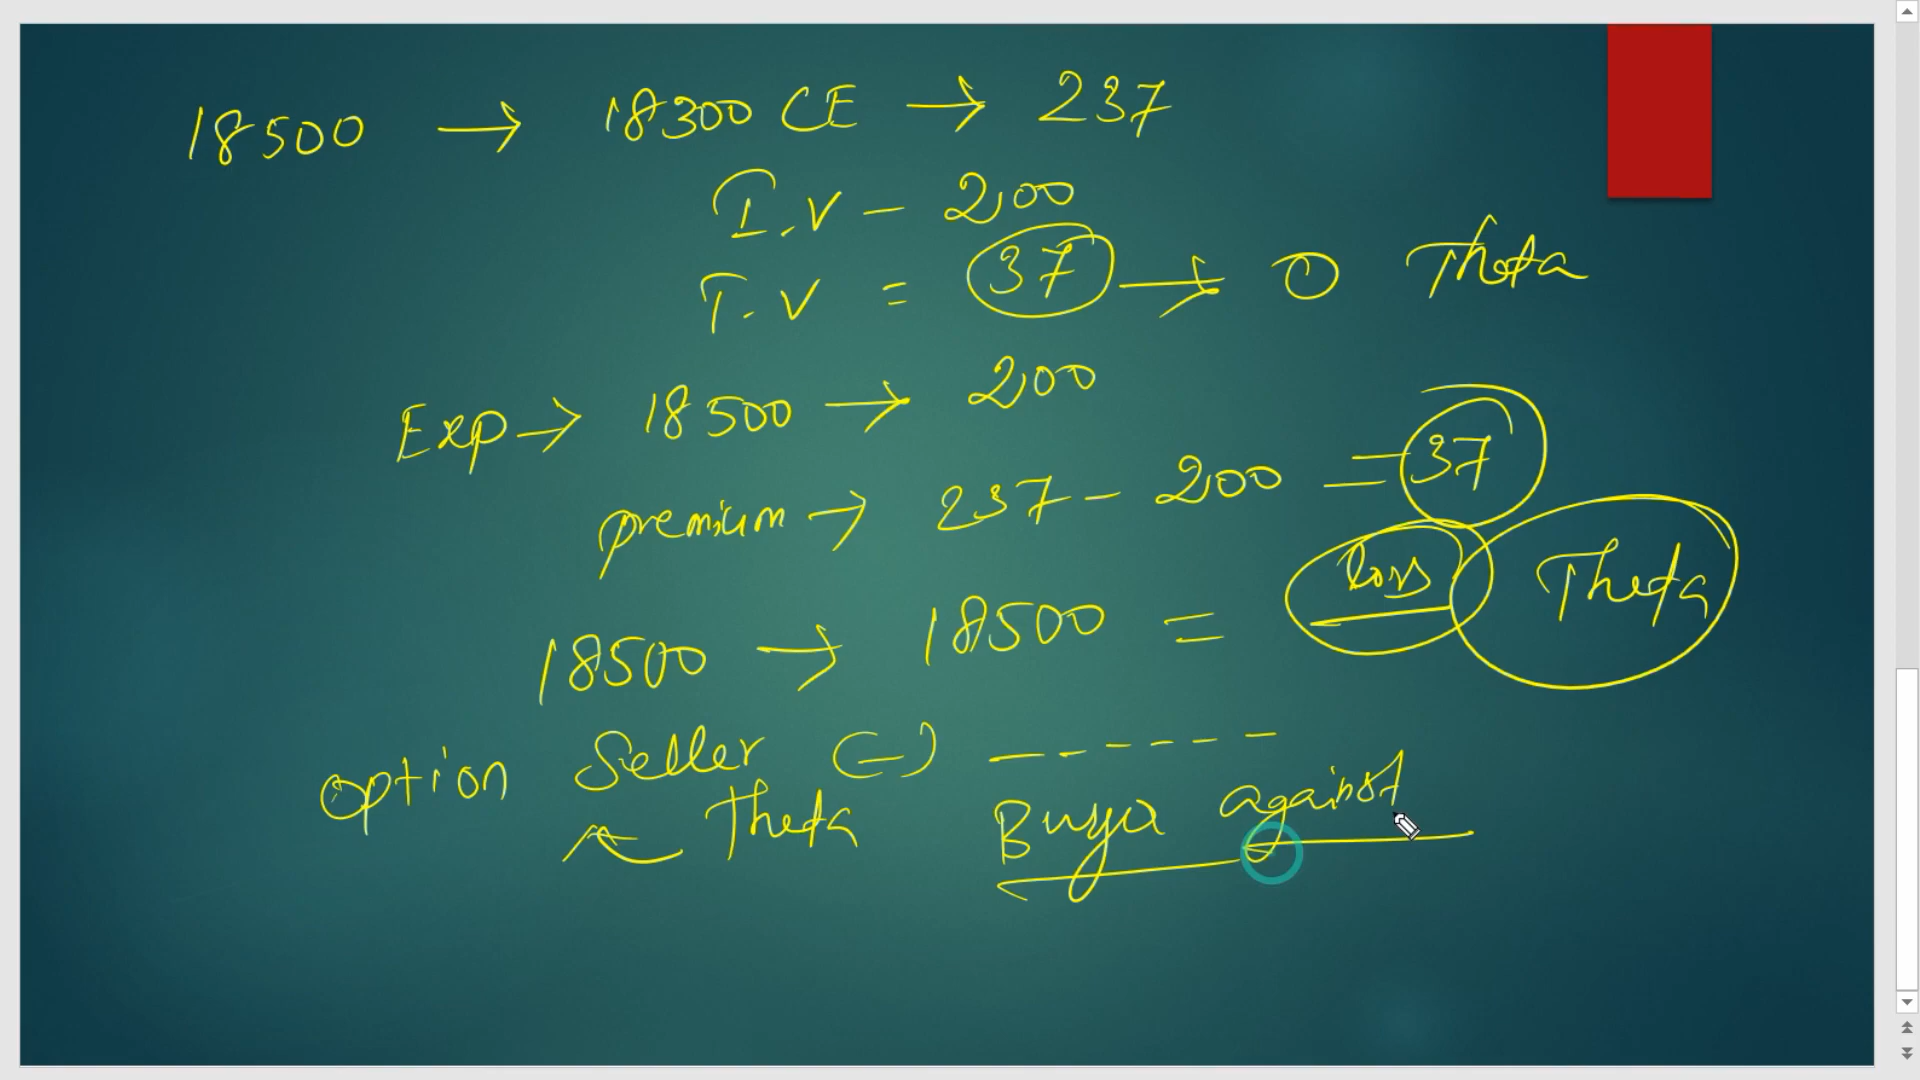 18500 → 18300 CE → 237
I.V - 200
T.V = 37 → 0 Theta
Exp → 18500 → 200
premium → 237 - 200 = 37
18500 → 18500 = loss Theta
option Seller (-) -------
Theta Buyer against